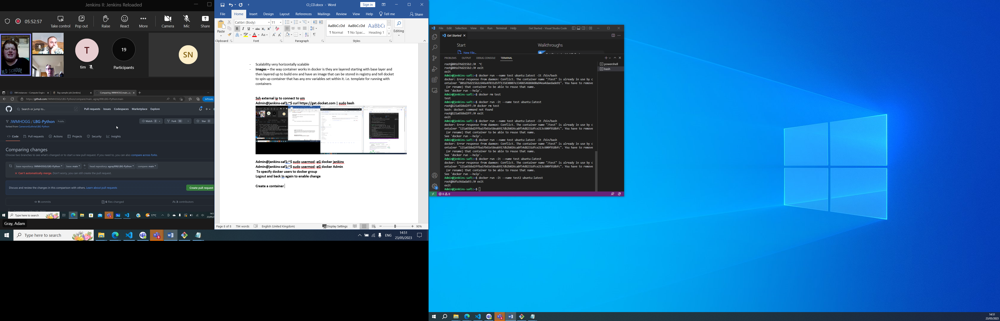 Jenkins II: Jenkins Reloaded
05:52:57
Take control
Pop out
Raise
React
More
Camera
Mic
Share
T
tim
19
Participants
SN
VM instances – Compute Engin
lbg-sample-job [Jenkins]
Comparing JWMHOGG:main...ag
https://github.com/JWMHOGG/LBG-Python/compare/main...agray998:LBG-Python:main
InPrivate
Search or jump to...
Pull requests Issues Codespaces Marketplace Explore
JWMHOGG / LBG-Python Public
forked from CameronGuthrie/LBG-Python
Watch 0
Fork 50
Star 0
Code Pull requests Actions Projects Security Insights
Comparing changes
Choose two branches to see what's changed or to start a new pull request. If you need to, you can also compare across forks.
base repository: JWMHOGG/LBG-Python base: main head repository: agray998/LBG-Python compare: main
Can't automatically merge. Don't worry, you can still create the pull request.
Discuss and review the changes in this comparison with others. Learn about pull requests
Create pull request
9 commits
6 files changed
3 contributors
Type here to search
17°C
14:5
23/05/2
Gray, Adam
Type here to search
ENG
14:51
23/05/2023
CI_CD.docx - Word
Sign in
File Home Insert Design Layout References Mailings Review View Help Tell me Share
Paste
Calibri (Body) 11
Clipboard
Font
Paragraph
AaBbCcDd AaBbCcDd AaBbCc
¶ Normal ¶ No Spac... Heading 1
Styles
Editing
- Scalability very horizontally scalable
- Images – the way container works in docker is they are layered starting with base layer and
then layered up to build env and have an image that can be stored in registry and tell docket
to spin up container that has any env variables set within it. i.e. template for running with
containers
Ssh external ip to connect to vm
Admin@jenkins-saf1:~$ curl https://get.docket.com | sudo bash
Admin@jenkins-saf1:~$ sudo usermod -aG docker jenkins
Admin@jenkins-saf1:~$ sudo usermod -aG docker Admin
To specify docker users to docker group
Logout and back In again to enable change
Create a container
Page 8 of 8 794 words English (United Kingdom) Display Settings 90%
File Edit Selection View Go Run Terminal Help
Get Started - Visual Studio Code
Get Started
Start
New File...
Walkthroughs
PROBLEMS OUTPUT DEBUG CONSOLE TERMINAL
powershell
bash
root@801d76d215b2:/# ^C
root@801d76d215b2:/# exit
exit
Admin@jenkins-saf1:~$ docker run --name test ubuntu:latest -it /bin/bash
docker: Error response from daemon: Conflict. The container name "/test" is already in use by c
ontainer "801d76d215b2c646e4f031d5ff135830807e33486546860d0a94ea4daedade91". You have to remove
(or rename) that container to be able to reuse that name.
See 'docker run --help'.
Admin@jenkins-saf1:~$ docker rm test
test
Admin@jenkins-saf1:~$ docker run -it --name test ubuntu:latest
root@121a65bbd2ff:/# docker rm test
bash: docker: command not found
root@121a65bbd2ff:/# exit
exit
Admin@jenkins-saf1:~$ docker run -it --name test ubuntu:latest
docker: Error response from daemon: Conflict. The container name "/test" is already in use by c
ontainer "121a65bbd2ffba1fb61e58eab917db2b026ca8f54d8231dfce213c600f918bfc". You have to remove
(or rename) that container to be able to reuse that name.
See 'docker run --help'.
Admin@jenkins-saf1:~$ docker run --name test ubuntu:latest -it /bin/bash
docker: Error response from daemon: Conflict. The container name "/test" is already in use by c
ontainer "121a65bbd2ffba1fb61e58eab917db2b026ca8f54d8231dfce213c600f918bfc". You have to remove
(or rename) that container to be able to reuse that name.
See 'docker run --help'.
Admin@jenkins-saf1:~$ docker run -it --name test ubuntu:latest
docker: Error response from daemon: Conflict. The container name "/test" is already in use by c
ontainer "121a65bbd2ffba1fb61e58eab917db2b026ca8f54d8231dfce213c600f918bfc". You have to remove
(or rename) that container to be able to reuse that name.
See 'docker run --help'.
Admin@jenkins-saf1:~$ docker run -it --name test2 ubuntu:latest
root@0dfa36dada93:/# exit
exit
Admin@jenkins-saf1:~$
0 0
14:51
23/05/2023